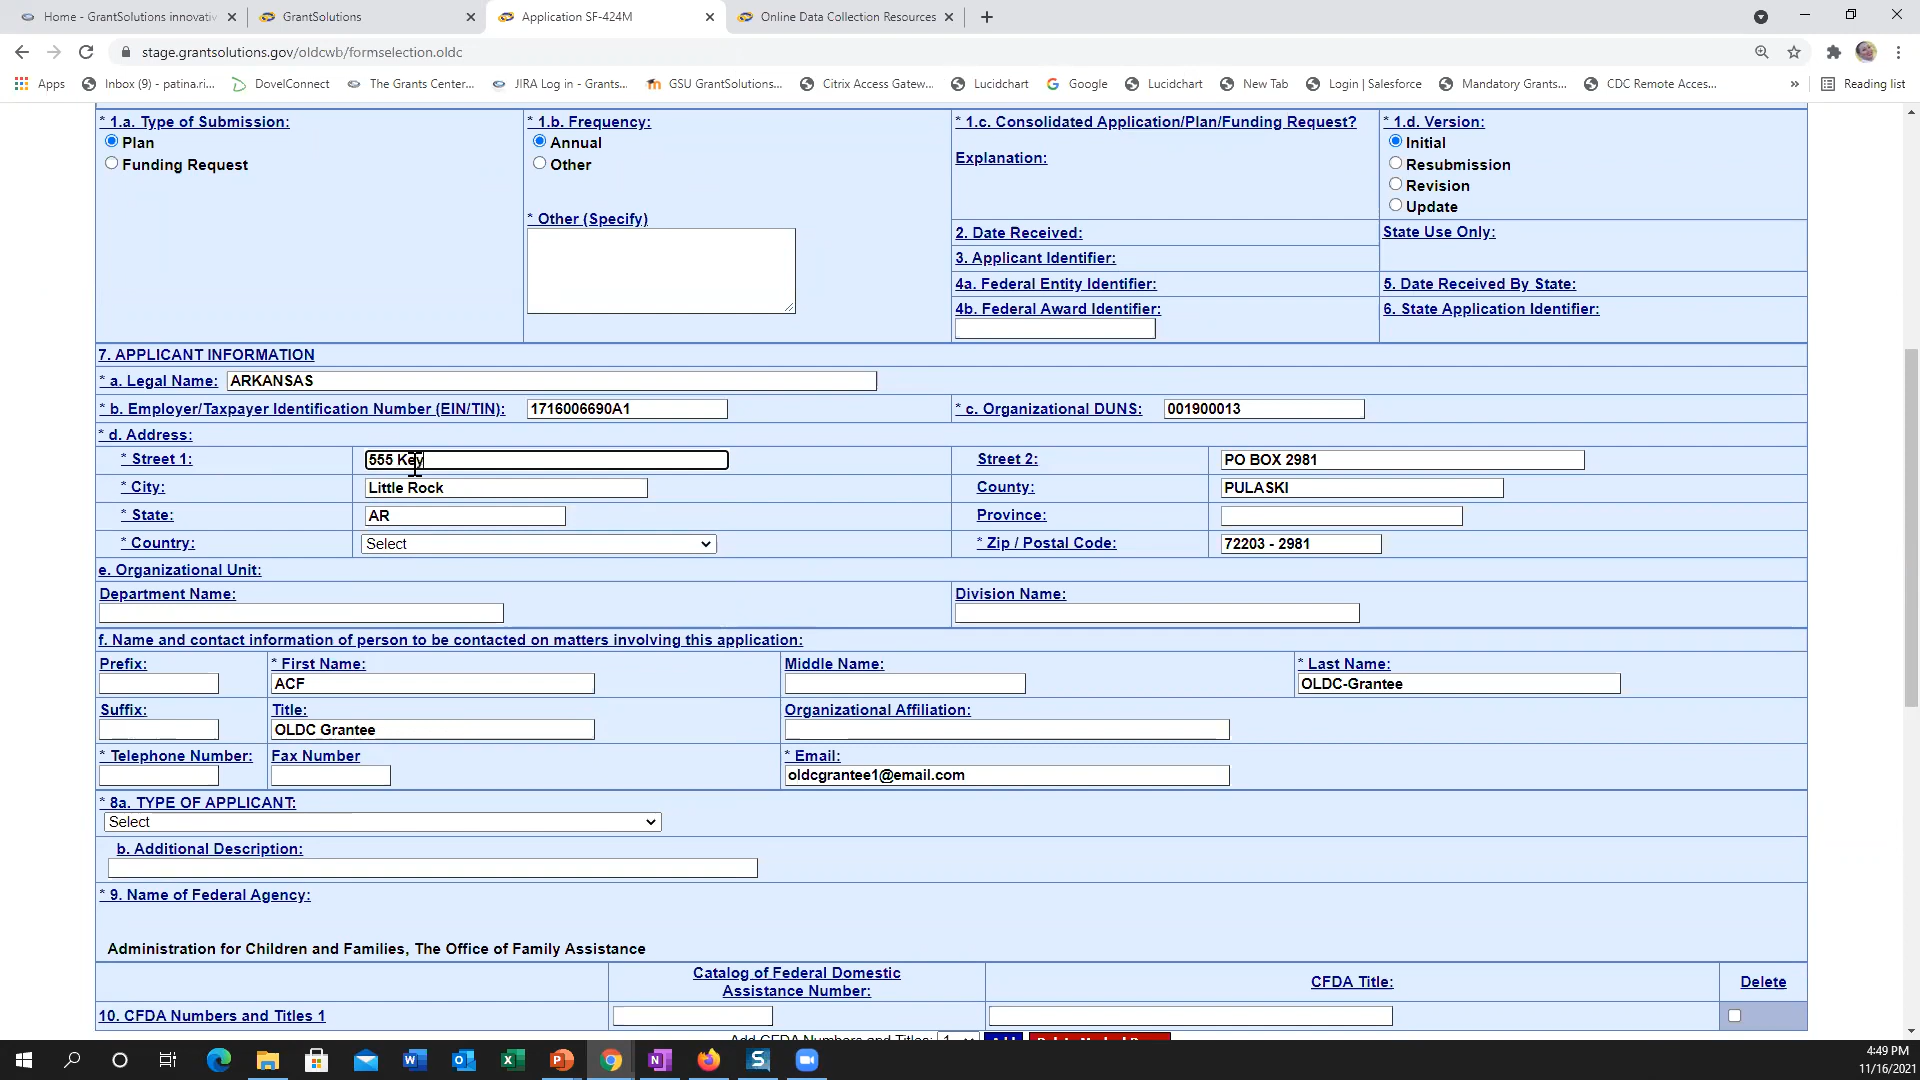 Home - GrantSolutions innovativ
GrantSolutions
Application SF-424M
Online Data Collection Resources
stage.grantsolutions.gov/oldcwb/formselection.oldc
Apps
Inbox (9) - patina.ri...
DovelConnect
The Grants Center...
JIRA Log in - Grants...
GSU GrantSolutions...
Citrix Access Gatew...
Lucidchart
Google
Lucidchart
New Tab
Login | Salesforce
Mandatory Grants...
CDC Remote Acces...
»
Reading list
* 1.a. Type of Submission:
Plan
Funding Request
* 1.b. Frequency:
Annual
Other
* Other (Specify)
* 1.c. Consolidated Application/Plan/Funding Request?
Explanation:
* 1.d. Version:
Initial
Resubmission
Revision
Update
2. Date Received:
State Use Only:
3. Applicant Identifier:
4a. Federal Entity Identifier:
5. Date Received By State:
4b. Federal Award Identifier:
6. State Application Identifier:
7. APPLICANT INFORMATION
* a. Legal Name: ARKANSAS
* b. Employer/Taxpayer Identification Number (EIN/TIN): 1716006690A1
* c. Organizational DUNS: 001900013
* d. Address:
* Street 1: 555 Key
Street 2: PO BOX 2981
* City: Little Rock
County: PULASKI
* State: AR
Province:
* Country: Select
* Zip / Postal Code: 72203 - 2981
e. Organizational Unit:
Department Name:
Division Name:
f. Name and contact information of person to be contacted on matters involving this application:
Prefix:
* First Name:
Middle Name:
* Last Name:
ACF
OLDC-Grantee
Suffix:
Title:
Organizational Affiliation:
OLDC Grantee
* Telephone Number:
Fax Number
* Email:
oldcgrantee1@email.com
* 8a. TYPE OF APPLICANT:
Select
b. Additional Description:
* 9. Name of Federal Agency:
Administration for Children and Families, The Office of Family Assistance
Catalog of Federal Domestic
Assistance Number:
CFDA Title:
Delete
10. CFDA Numbers and Titles 1
Add CFDA Numbers and Titles:
4:49 PM
11/16/2021